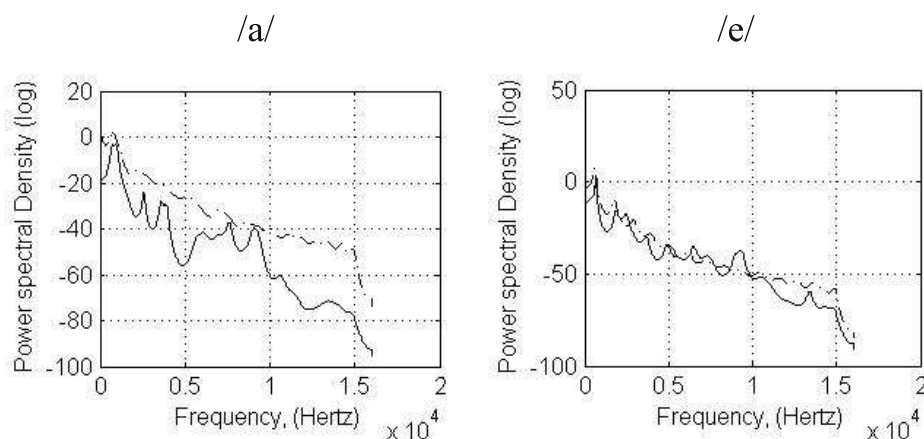 /a/
/e/
Power spectral Density (log)
20
0
-20
-40
-60
-80
-100
0
0.5
1
1.5
2
Frequency, (Hertz)
x 10^4
Power spectral Density (log)
50
0
-50
-100
0
0.5
1
1.5
2
Frequency, (Hertz)
x 10^4